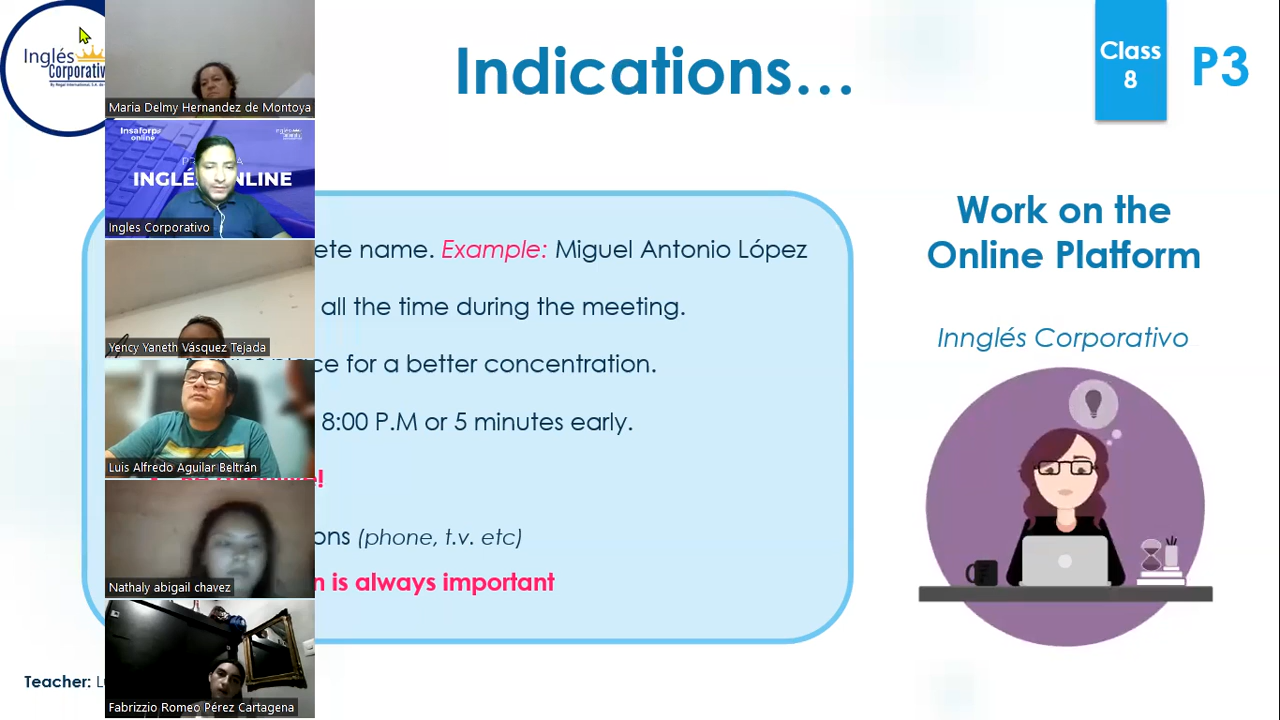 Inglés
Corporativ
Indications...
Class
8
P3
Maria Delmy Hernandez de Montoya
Insaforp
online
INGLÉS ONLINE
Ingles Corporativo
ete name. Example: Miguel Antonio López
all the time during the meeting.
Yency Yaneth Vásquez Tejada
ce for a better concentration.
8:00 P.M or 5 minutes early.
Luis Alfredo Aguilar Beltrán
ons (phone, t.v. etc)
Nathaly abigail chavez
n is always important
Work on the
Online Platform
Innglés Corporativo
Teacher: Lu
Fabrizzio Romeo Pérez Cartagena